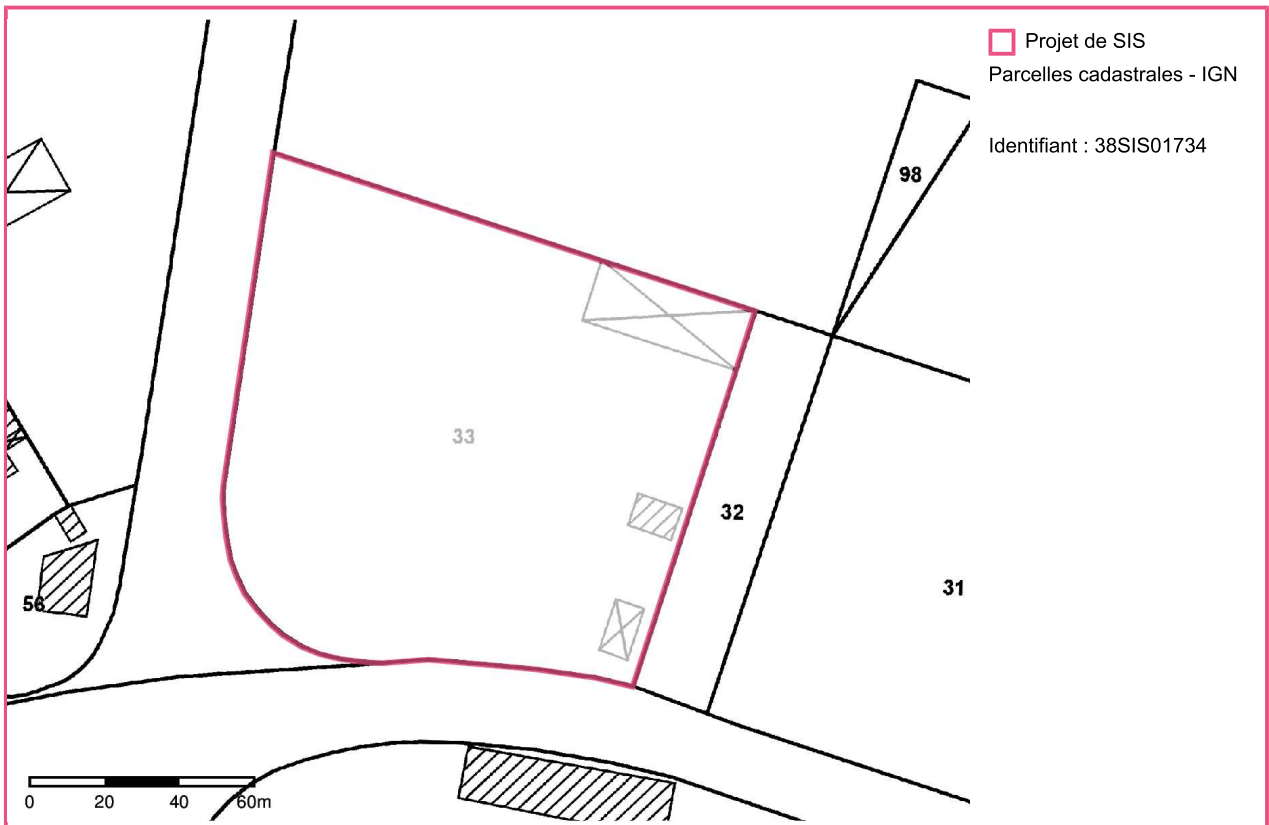 Projet de SIS
Parcelles cadastrales - IGN
Identifiant : 38SIS01734
98
33
32
31
56
0 20 40 60m